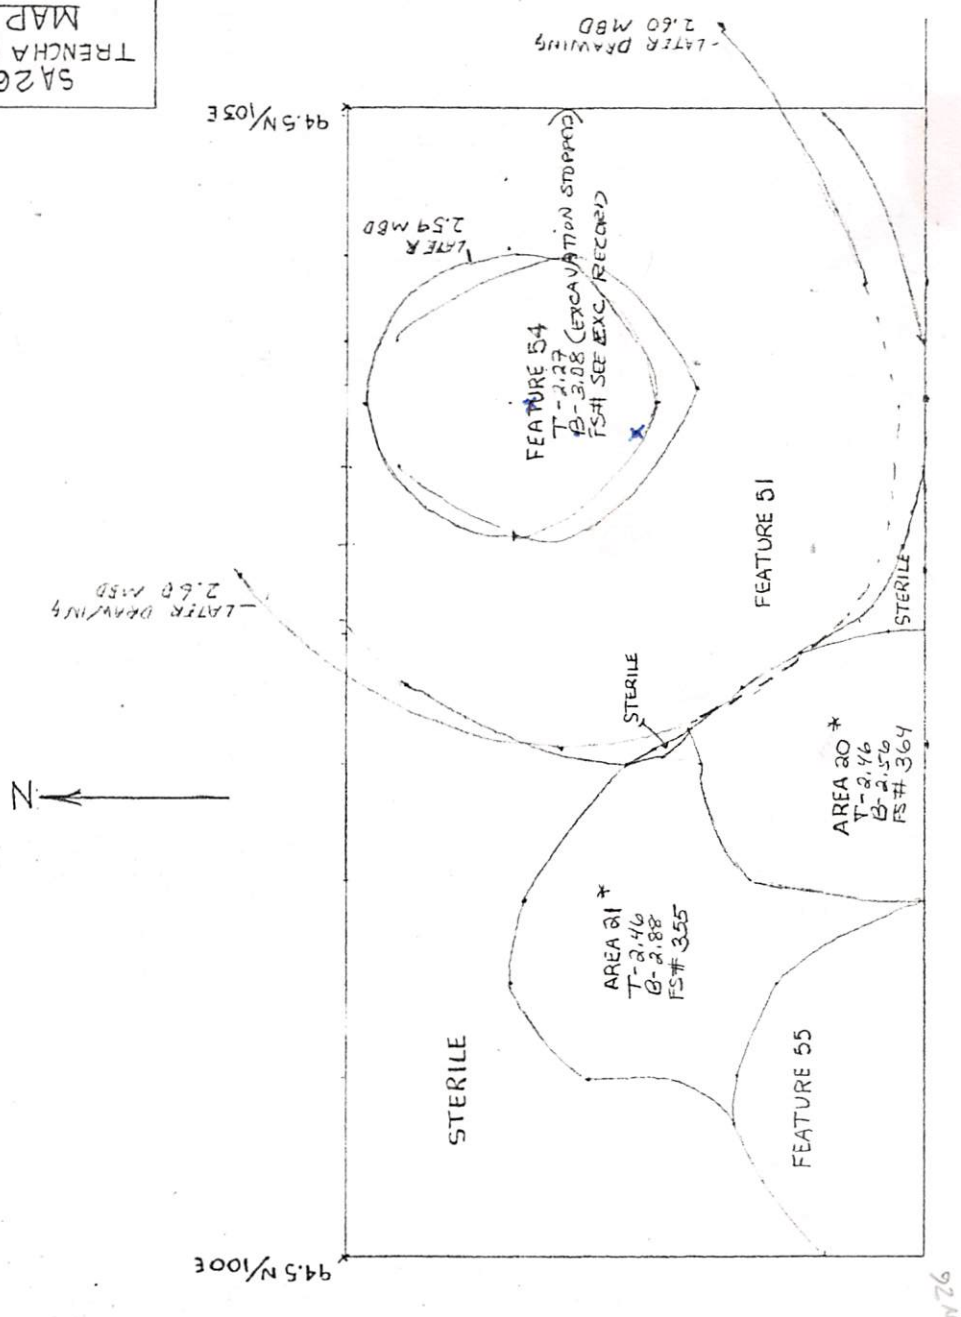 SA26
TRENCH A
MAP
94.5 N/103 E
- LATER DRAWING
2.60 MBD
LATER
2.59 MBD
FEATURE 54
T - 2.27
B - 3.08 (EXCAVATION STOPPED)
FS# SEE EXC. RECORD
FEATURE 51
- LATER DRAWING
2.60 MBD
STERILE
STERILE
N
AREA 20 *
T - 2.46
B - 2.56
FS # 364
AREA 21 *
T - 2.46
B - 2.88
FS # 355
STERILE
FEATURE 55
94.5 N/100 E